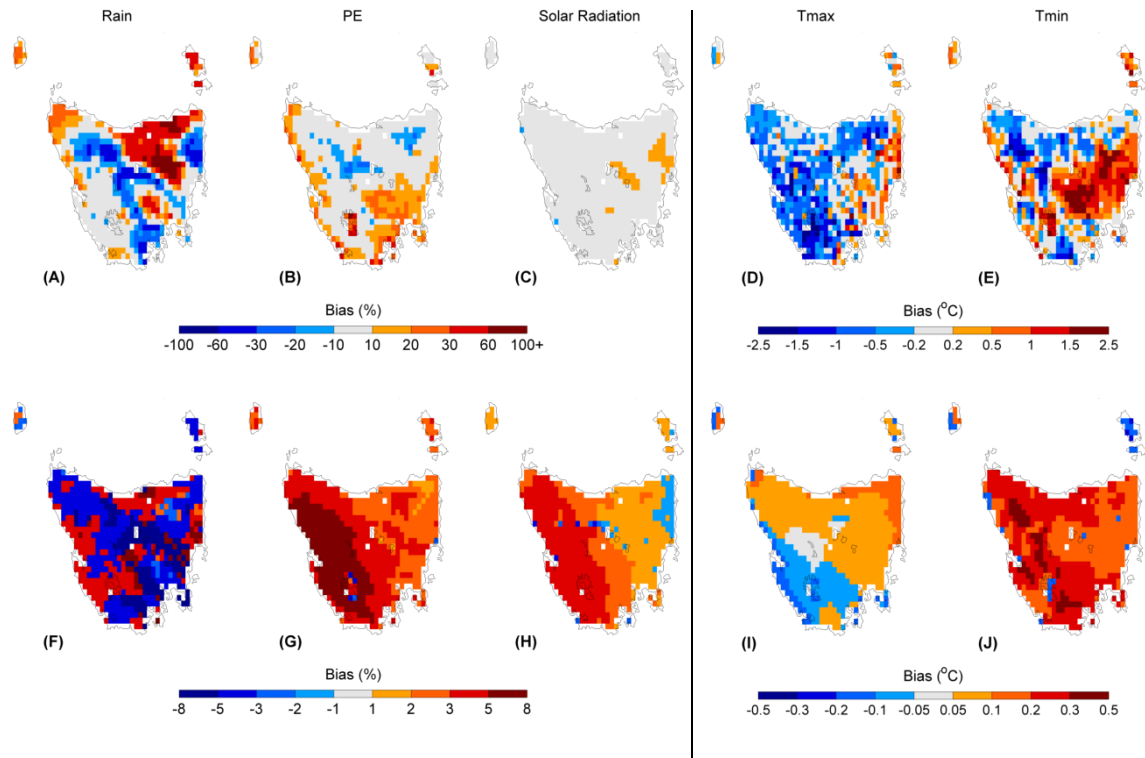 Rain PE Solar Radiation Tmax Tmin
(A) (B) (C) (D) (E)
Bias (%) Bias (°C)
-100 -60 -30 -20 -10 10 20 30 60 100+ -2.5 -1.5 -1 -0.5 -0.2 0.2 0.5 1 1.5 2.5
(F) (G) (H) (I) (J)
Bias (%) Bias (°C)
-8 -5 -3 -2 -1 1 2 3 5 8 -0.5 -0.3 -0.2 -0.1 -0.05 0.05 0.1 0.2 0.3 0.5